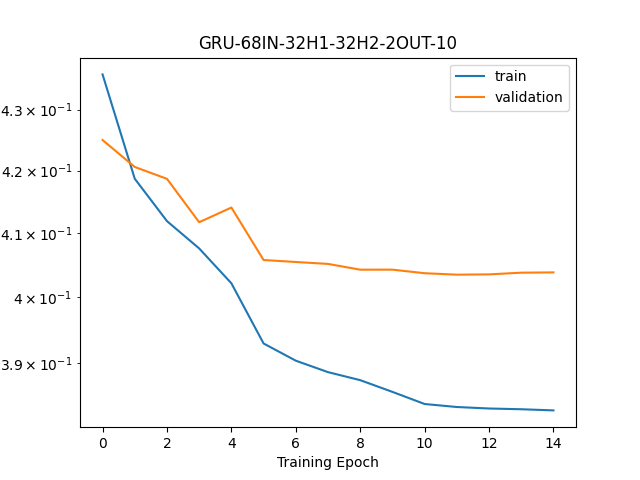 GRU-68IN-32H1-32H2-2OUT-10
train
validation
4.3 × 10⁻¹
4.2 × 10⁻¹
4.1 × 10⁻¹
4 × 10⁻¹
3.9 × 10⁻¹
0 2 4 6 8 10 12 14
Training Epoch